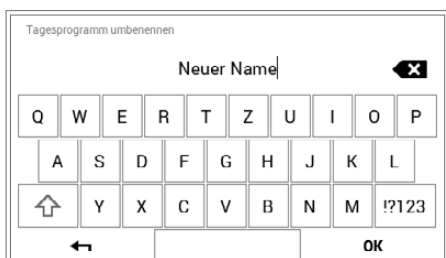 Tagesprogramm umbenennen
Neuer Name
Q W E R T Z U I O P
A S D F G H J K L
Y X C V B N M !?123
OK